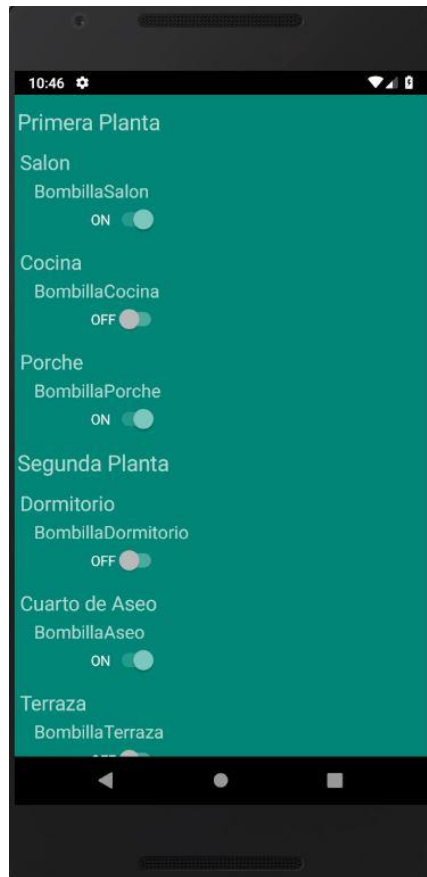 10:46
Primera Planta
Salon
BombillaSalon
ON
Cocina
BombillaCocina
OFF
Porche
BombillaPorche
ON
Segunda Planta
Dormitorio
BombillaDormitorio
OFF
Cuarto de Aseo
BombillaAseo
ON
Terraza
BombillaTerraza